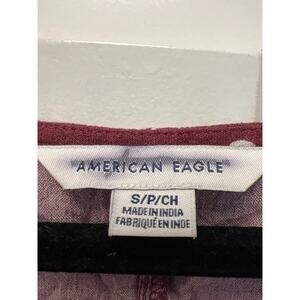 AMERICAN EAGLE®
S/P/CH
MADE IN INDIA
FABRIQUÉ EN INDE